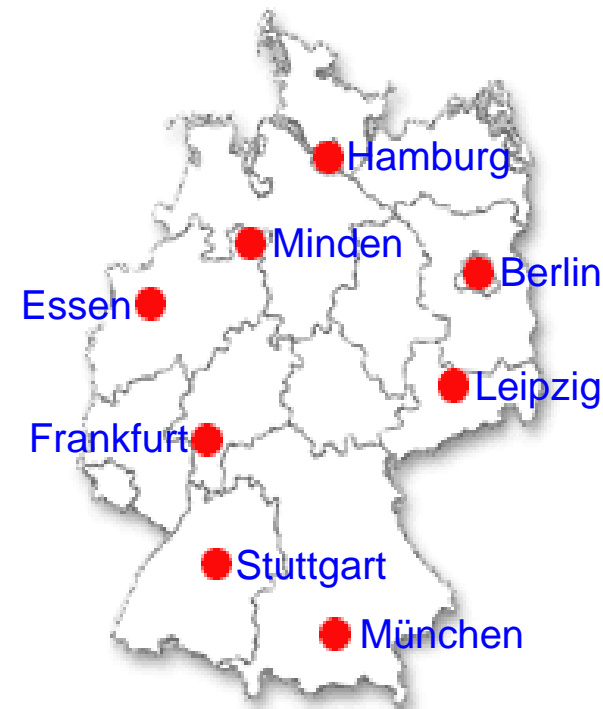 Hamburg
Minden
Berlin
Essen
Leipzig
Frankfurt
Stuttgart
München